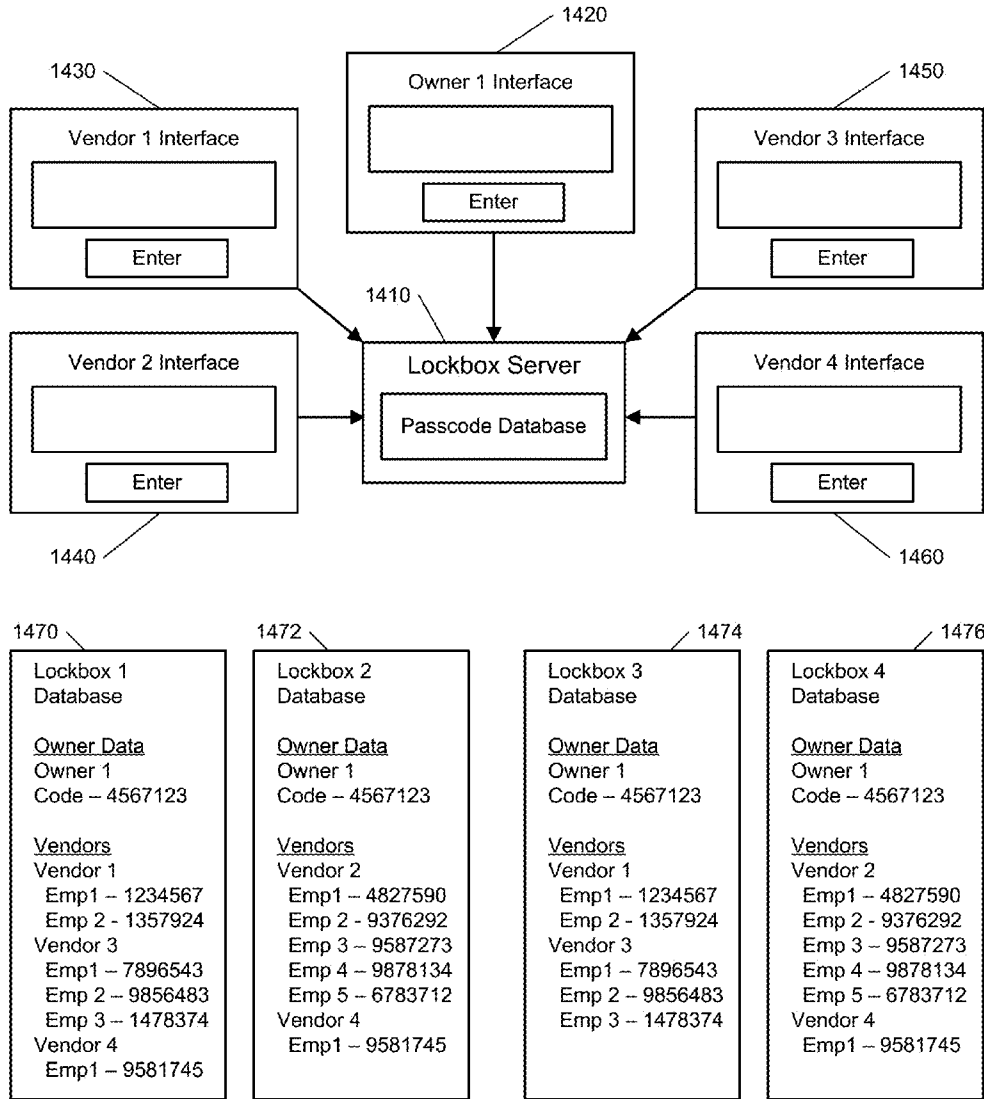 1420
1430
1450
Owner 1 Interface
Enter
Vendor 1 Interface
Enter
Vendor 3 Interface
Enter
1410
Lockbox Server
Passcode Database
Vendor 2 Interface
Enter
Vendor 4 Interface
Enter
1440
1460
1470
Lockbox 1
Database
Owner Data
Owner 1
Code – 4567123
Vendors
Vendor 1
Emp1 – 1234567
Emp 2 - 1357924
Vendor 3
Emp1 – 7896543
Emp 2 – 9856483
Emp 3 – 1478374
Vendor 4
Emp1 – 9581745
1472
Lockbox 2
Database
Owner Data
Owner 1
Code – 4567123
Vendors
Vendor 2
Emp1 – 4827590
Emp 2 - 9376292
Emp 3 – 9587273
Emp 4 – 9878134
Emp 5 – 6783712
Vendor 4
Emp1 – 9581745
1474
Lockbox 3
Database
Owner Data
Owner 1
Code – 4567123
Vendors
Vendor 1
Emp1 – 1234567
Emp 2 - 1357924
Vendor 3
Emp1 – 7896543
Emp 2 – 9856483
Emp 3 – 1478374
1476
Lockbox 4
Database
Owner Data
Owner 1
Code – 4567123
Vendors
Vendor 2
Emp1 – 4827590
Emp 2 - 9376292
Emp 3 – 9587273
Emp 4 – 9878134
Emp 5 – 6783712
Vendor 4
Emp1 – 9581745